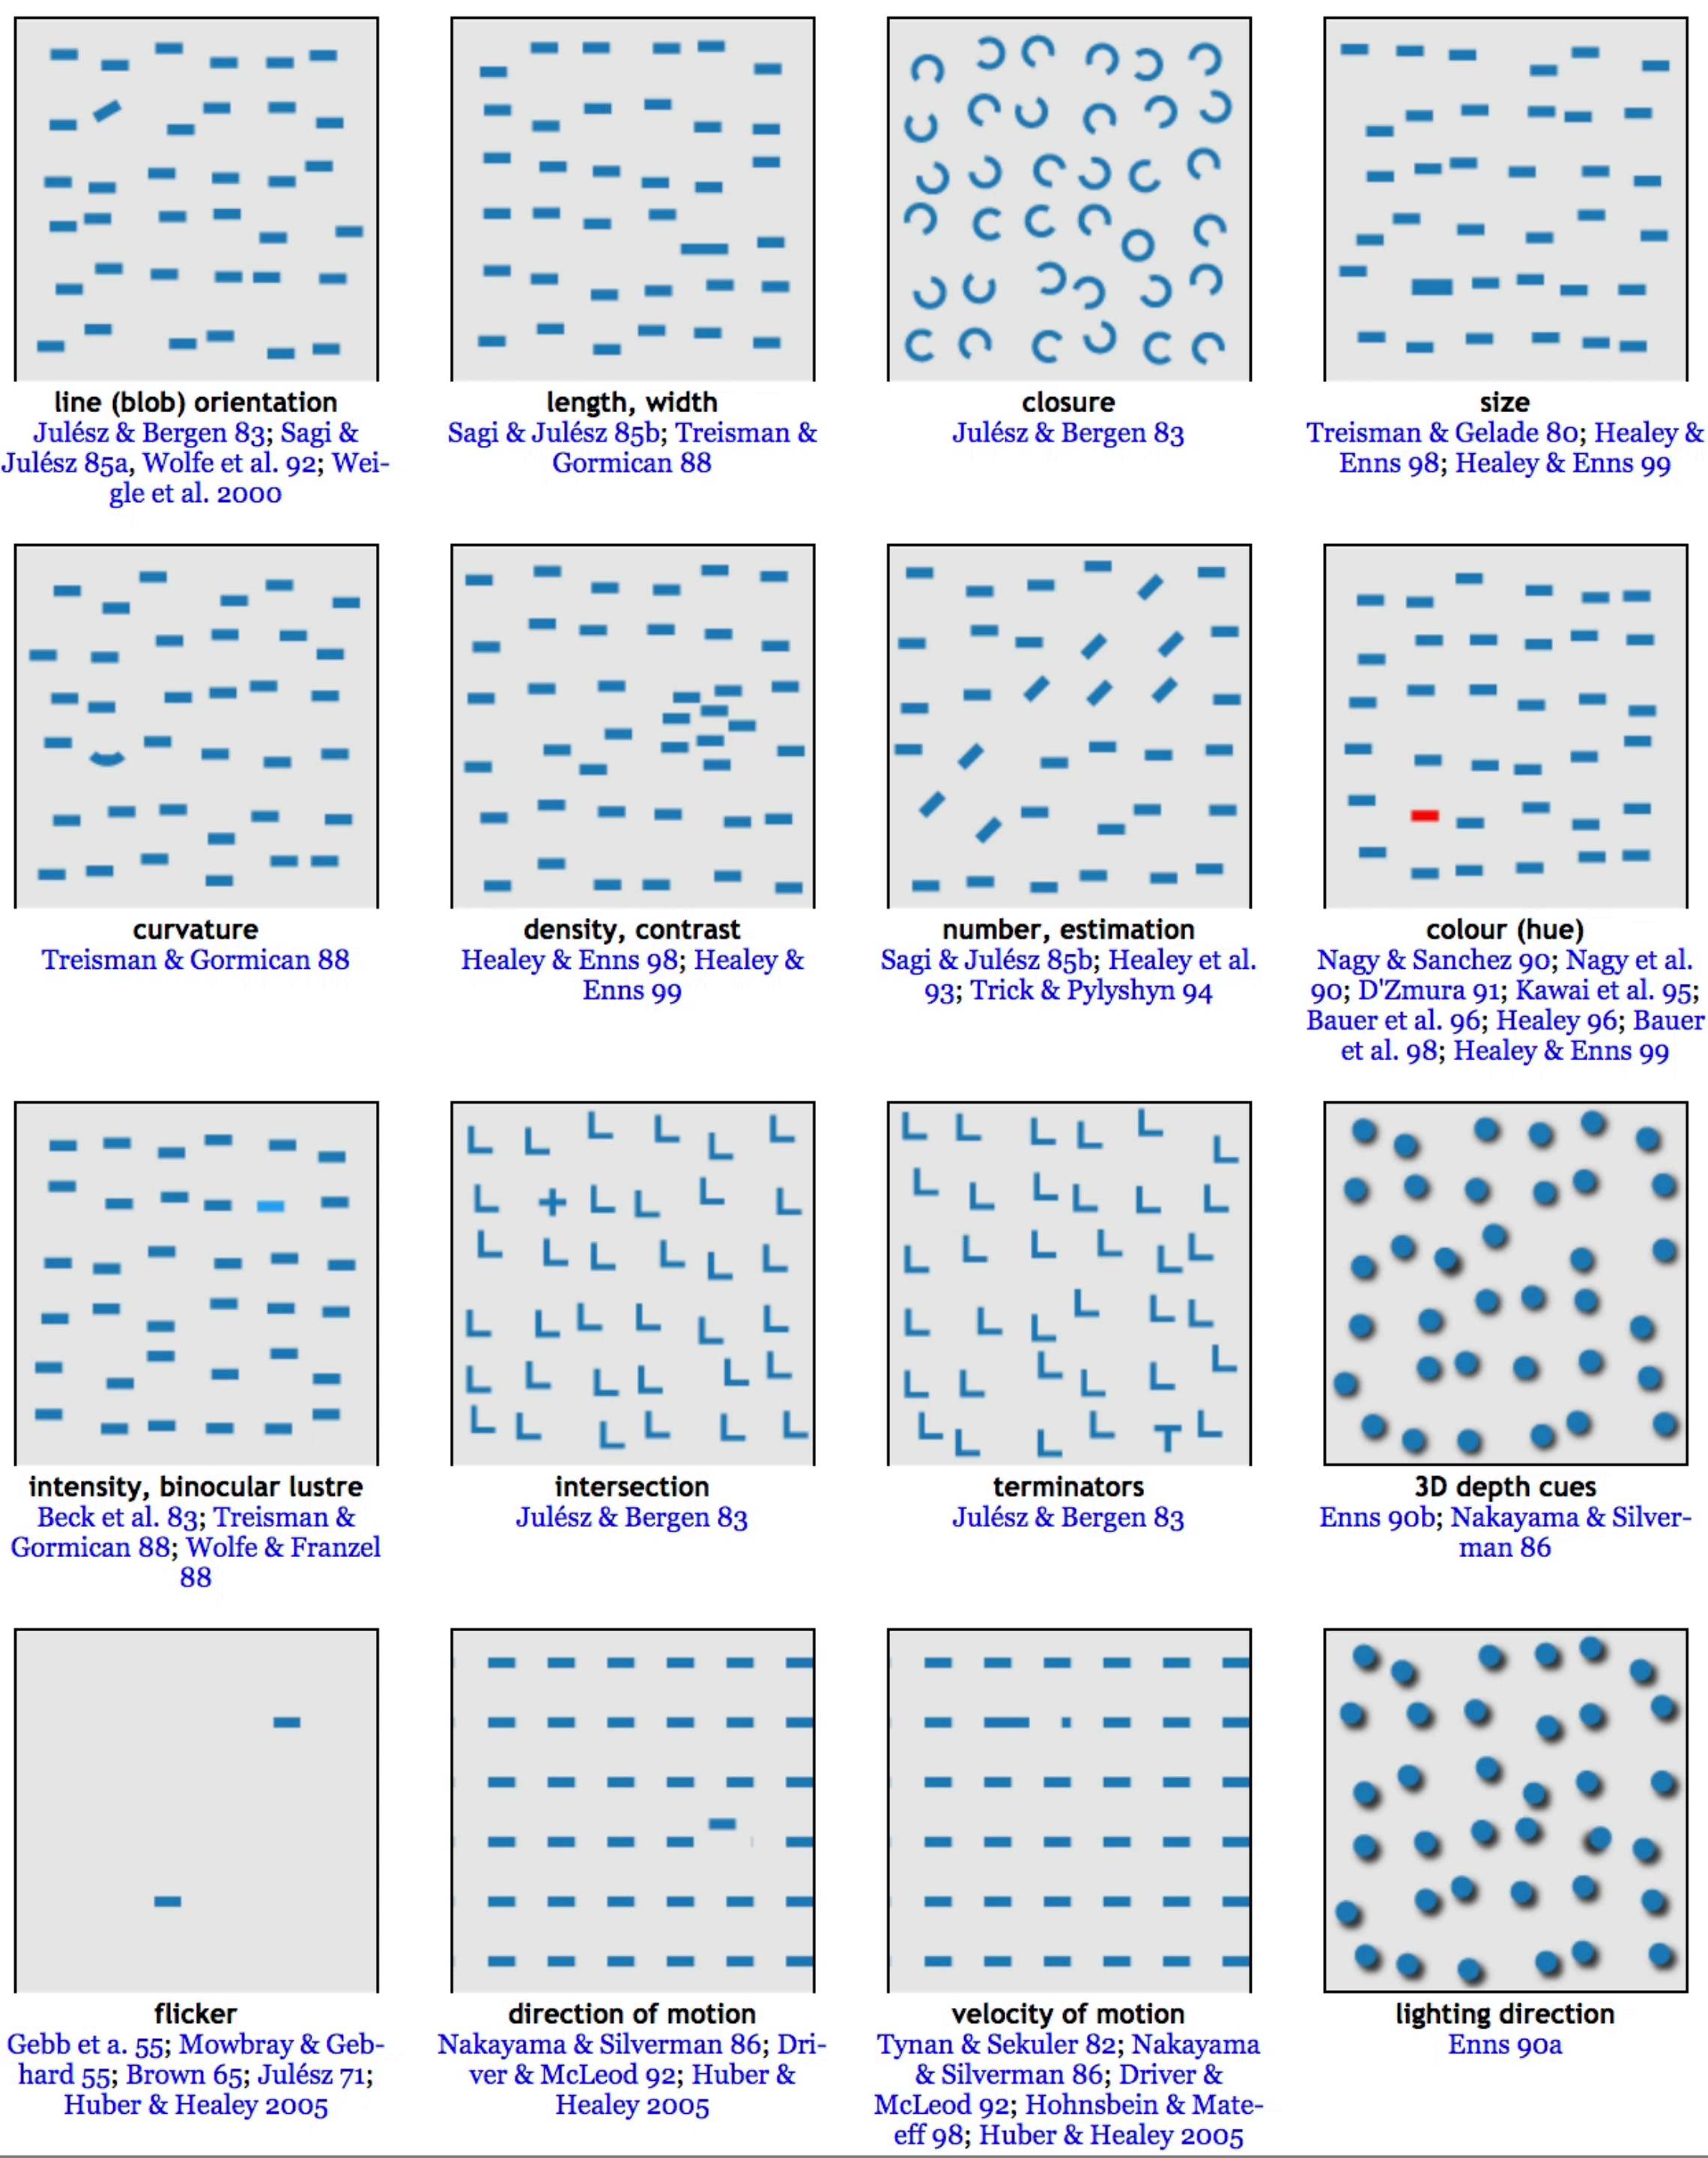 line (blob) orientation
Julész & Bergen 83; Sagi &
Julész 85a, Wolfe et al. 92; Wei-
gle et al. 2000
length, width
Sagi & Julész 85b; Treisman &
Gormican 88
closure
Julész & Bergen 83
size
Treisman & Gelade 80; Healey &
Enns 98; Healey & Enns 99
curvature
Treisman & Gormican 88
density, contrast
Healey & Enns 98; Healey &
Enns 99
number, estimation
Sagi & Julész 85b; Healey et al.
93; Trick & Pylyshyn 94
colour (hue)
Nagy & Sanchez 90; Nagy et al.
90; D'Zmura 91; Kawai et al. 95;
Bauer et al. 96; Healey 96; Bauer
et al. 98; Healey & Enns 99
intensity, binocular lustre
Beck et al. 83; Treisman &
Gormican 88; Wolfe & Franzel
88
intersection
Julész & Bergen 83
terminators
Julész & Bergen 83
3D depth cues
Enns 90b; Nakayama & Silver-
man 86
flicker
Gebb et a. 55; Mowbray & Geb-
hard 55; Brown 65; Julész 71;
Huber & Healey 2005
direction of motion
Nakayama & Silverman 86; Dri-
ver & McLeod 92; Huber &
Healey 2005
velocity of motion
Tynan & Sekuler 82; Nakayama
& Silverman 86; Driver &
McLeod 92; Hohnsbein & Mate-
eff 98; Huber & Healey 2005
lighting direction
Enns 90a